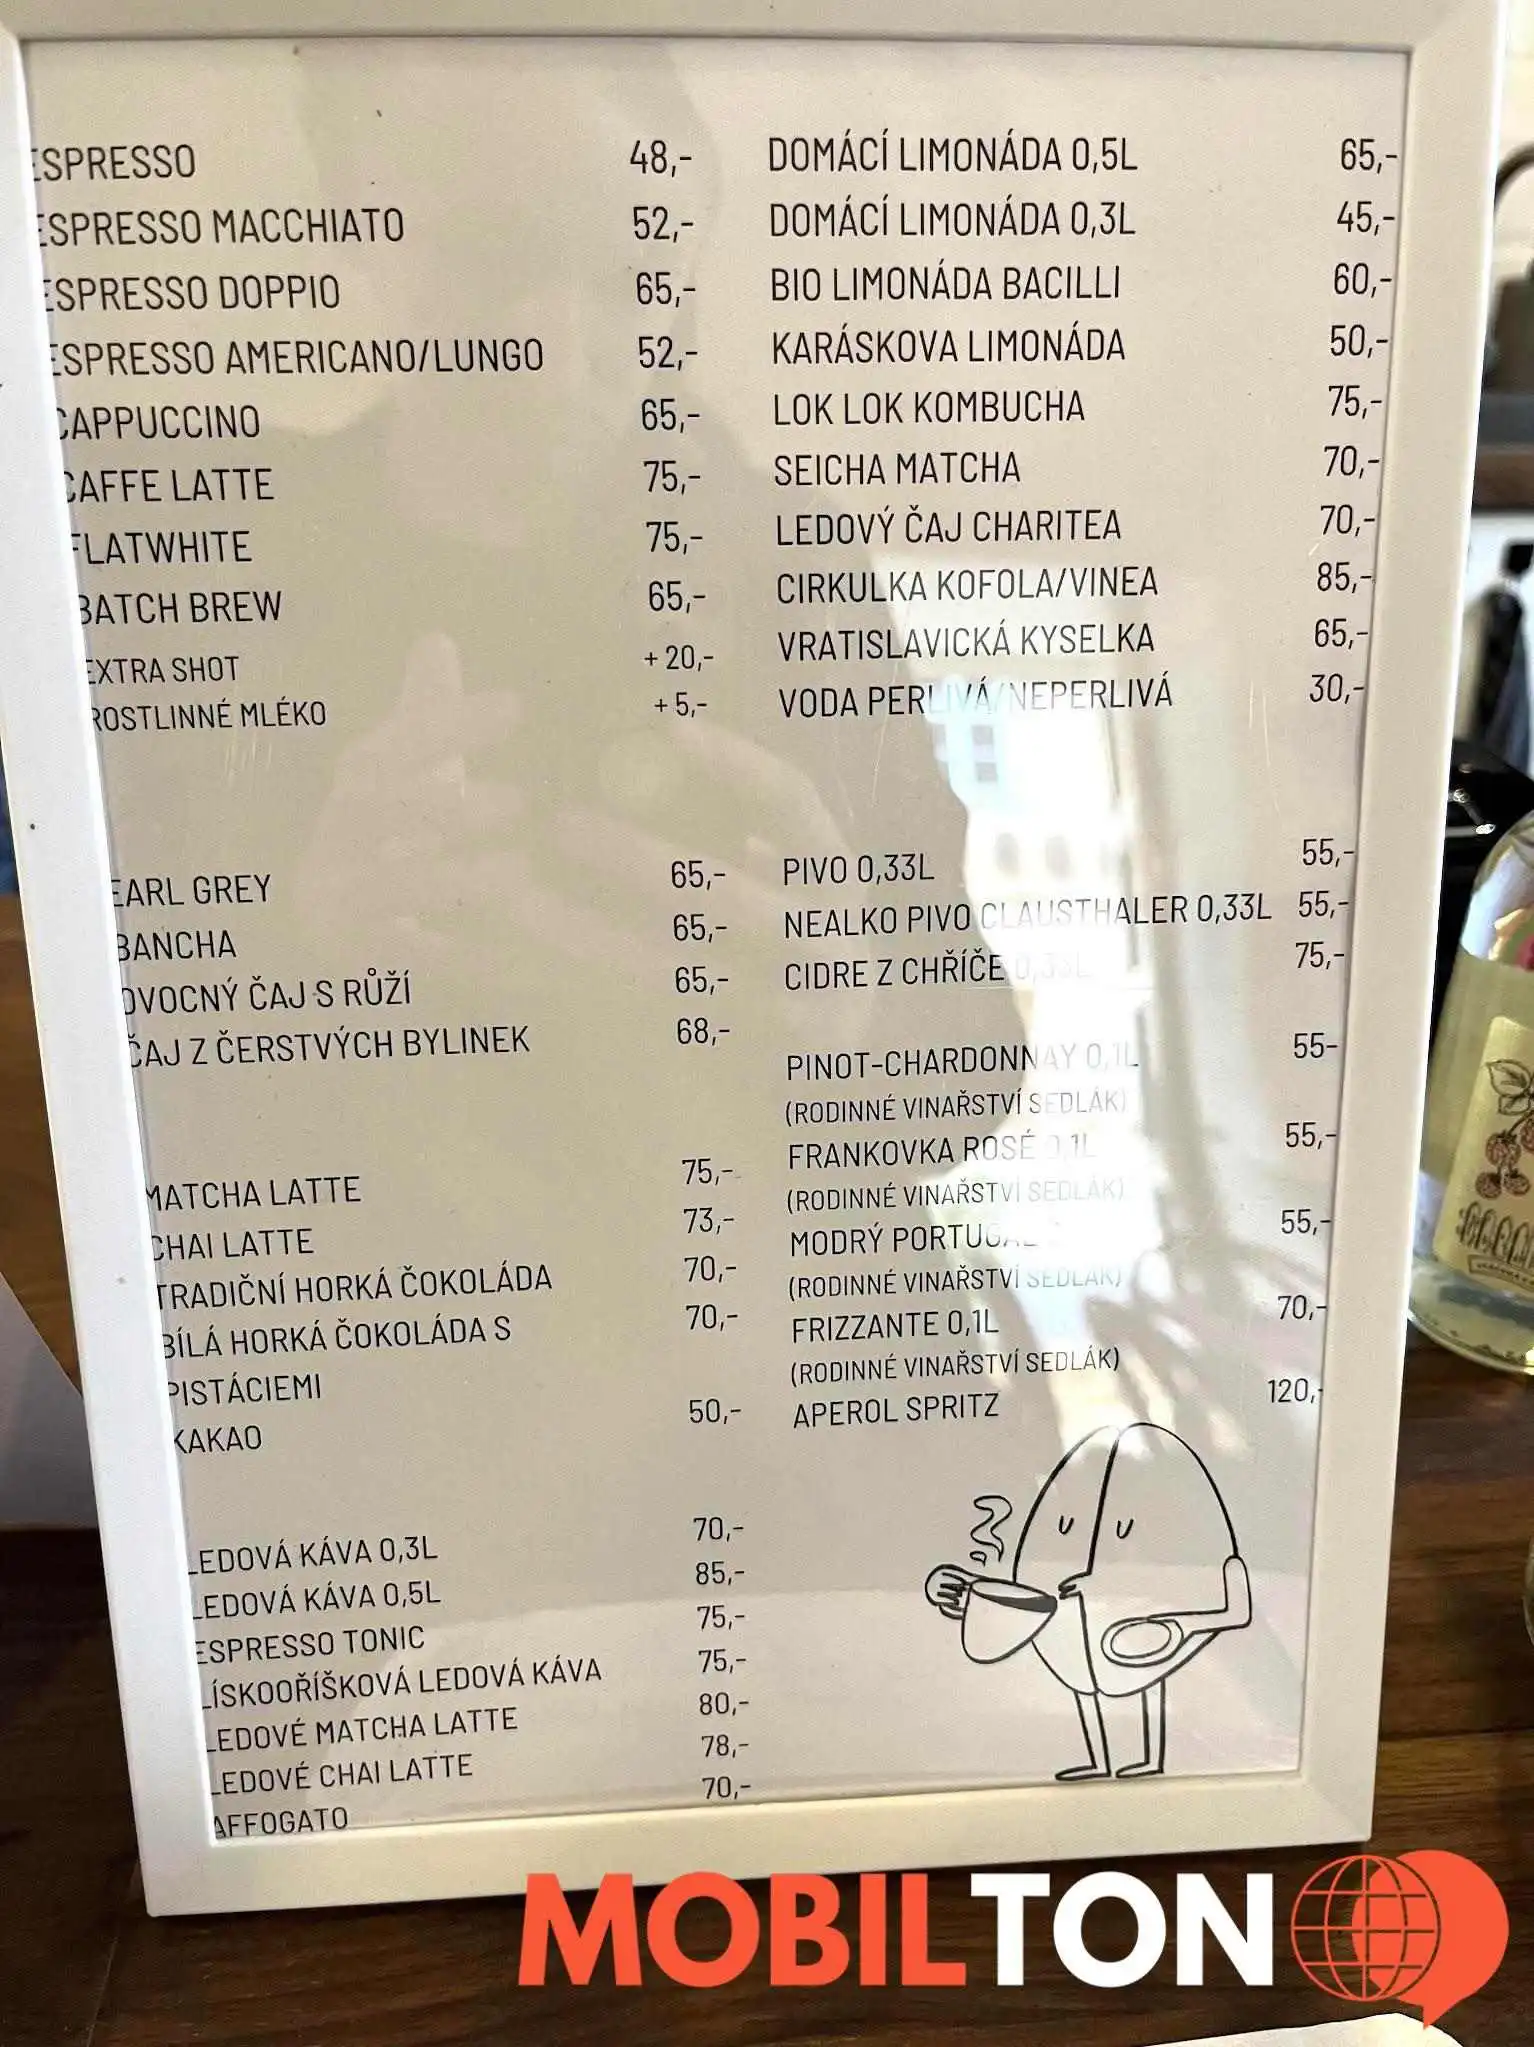 ESPRESSO 48,-
ESPRESSO MACCHIATO 52,-
ESPRESSO DOPPIO 65,-
ESPRESSO AMERICANO/LUNGO 52,-
CAPPUCCINO 65,-
CAFFE LATTE 75,-
FLATWHITE 75,-
BATCH BREW 65,-
EXTRA SHOT + 20,-
ROSTLINNÉ MLÉKO + 5,-
EARL GREY 65,-
BANCHA 65,-
OVOCNÝ ČAJ S RŮŽÍ 65,-
ČAJ Z ČERSTVÝCH BYLINEK 68,-
MATCHA LATTE 75,-
CHAI LATTE 73,-
TRADIČNÍ HORKÁ ČOKOLÁDA 70,-
BÍLÁ HORKÁ ČOKOLÁDA S 70,-
PISTÁCIEMI
KAKAO 50,-
LEDOVÁ KÁVA 0,3L 70,-
LEDOVÁ KÁVA 0,5L 85,-
ESPRESSO TONIC 75,-
LÍSKOOŘÍŠKOVÁ LEDOVÁ KÁVA 75,-
LEDOVÉ MATCHA LATTE 80,-
LEDOVÉ CHAI LATTE 78,-
AFFOGATO 70,-
DOMÁCÍ LIMONÁDA 0,5L 65,-
DOMÁCÍ LIMONÁDA 0,3L 45,-
BIO LIMONÁDA BACILLI 60,-
KARÁSKOVA LIMONÁDA 50,-
LOK LOK KOMBUCHA 75,-
SEICHA MATCHA 70,-
LEDOVÝ ČAJ CHARITEA 70,-
CIRKULKA KOFOLA/VINEA 85,-
VRATISLAVICKÁ KYSELKA 65,-
VODA PERLIVÁ/NEPERLIVÁ 30,-
PIVO 0,33L 55,-
NEALKO PIVO CLAUSTHALER 0,33L 55,-
CIDRE Z CHŘÍČE 0,33L 75,-
PINOT-CHARDONNAY 0,1L 55-
(RODINNÉ VINAŘSTVÍ SEDLÁK)
FRANKOVKA ROSÉ 0,1L 55,-
(RODINNÉ VINAŘSTVÍ SEDLÁK)
MODRÝ 55,-
(RODINNÉ VINAŘSTVÍ SEDLÁK)
FRIZZANTE 0,1L 70,-
(RODINNÉ VINAŘSTVÍ SEDLÁK)
APEROL SPRITZ 120,-
MOBILTON